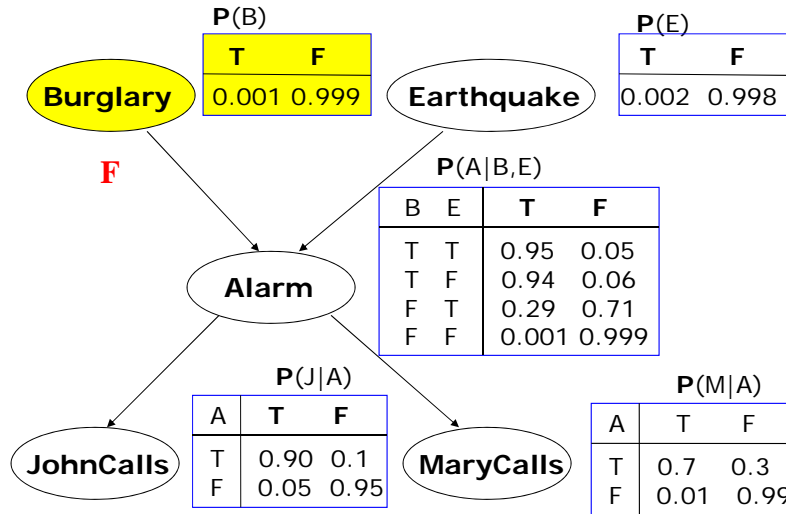 P(B)
T F
Burglary 0.001 0.999
P(E)
T F
Earthquake 0.002 0.998
F
P(A|B,E)
B E T F
T T 0.95 0.05
T F 0.94 0.06
F T 0.29 0.71
F F 0.001 0.999
Alarm
P(J|A)
A T F
T 0.90 0.1
F 0.05 0.95
JohnCalls
P(M|A)
A T F
T 0.7 0.3
F 0.01 0.99
MaryCalls